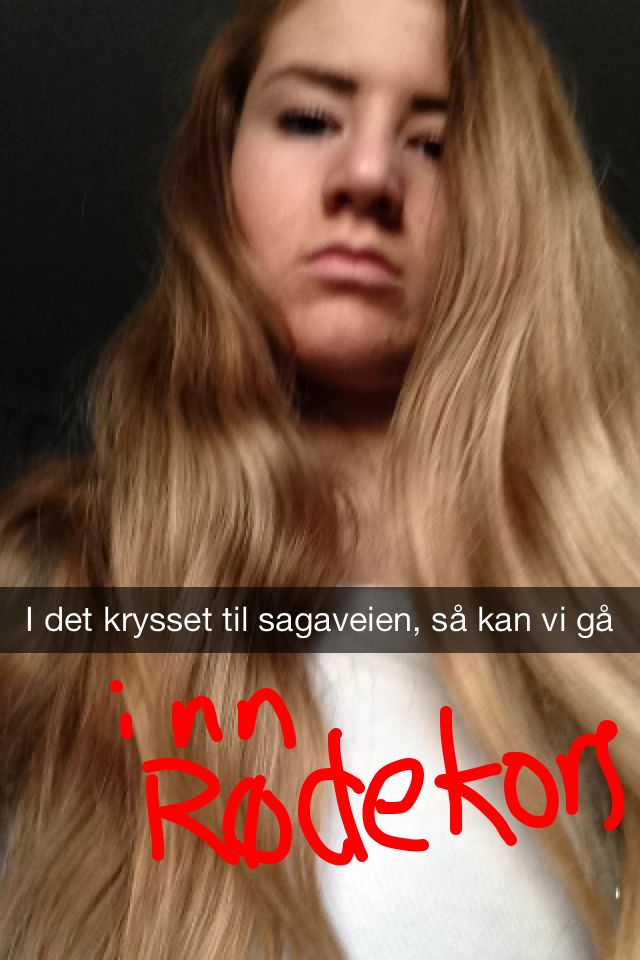 I det krysset til sagaveien, så kan vi gå
inn
Rødekors